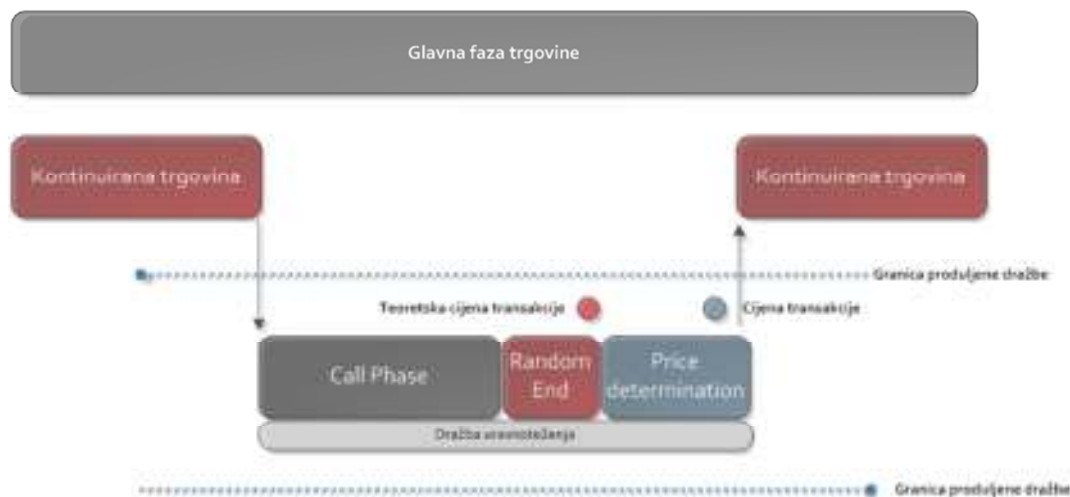 Glavna faza trgovine
Kontinuirana trgovina
Kontinuirana trgovina
Granica produljene dražbe
Teoretska cijena transakcije
Cijena transakcije
Call Phase
Random
End
Price
determination
Dražba uravnoteženja
Granica produljene dražbe